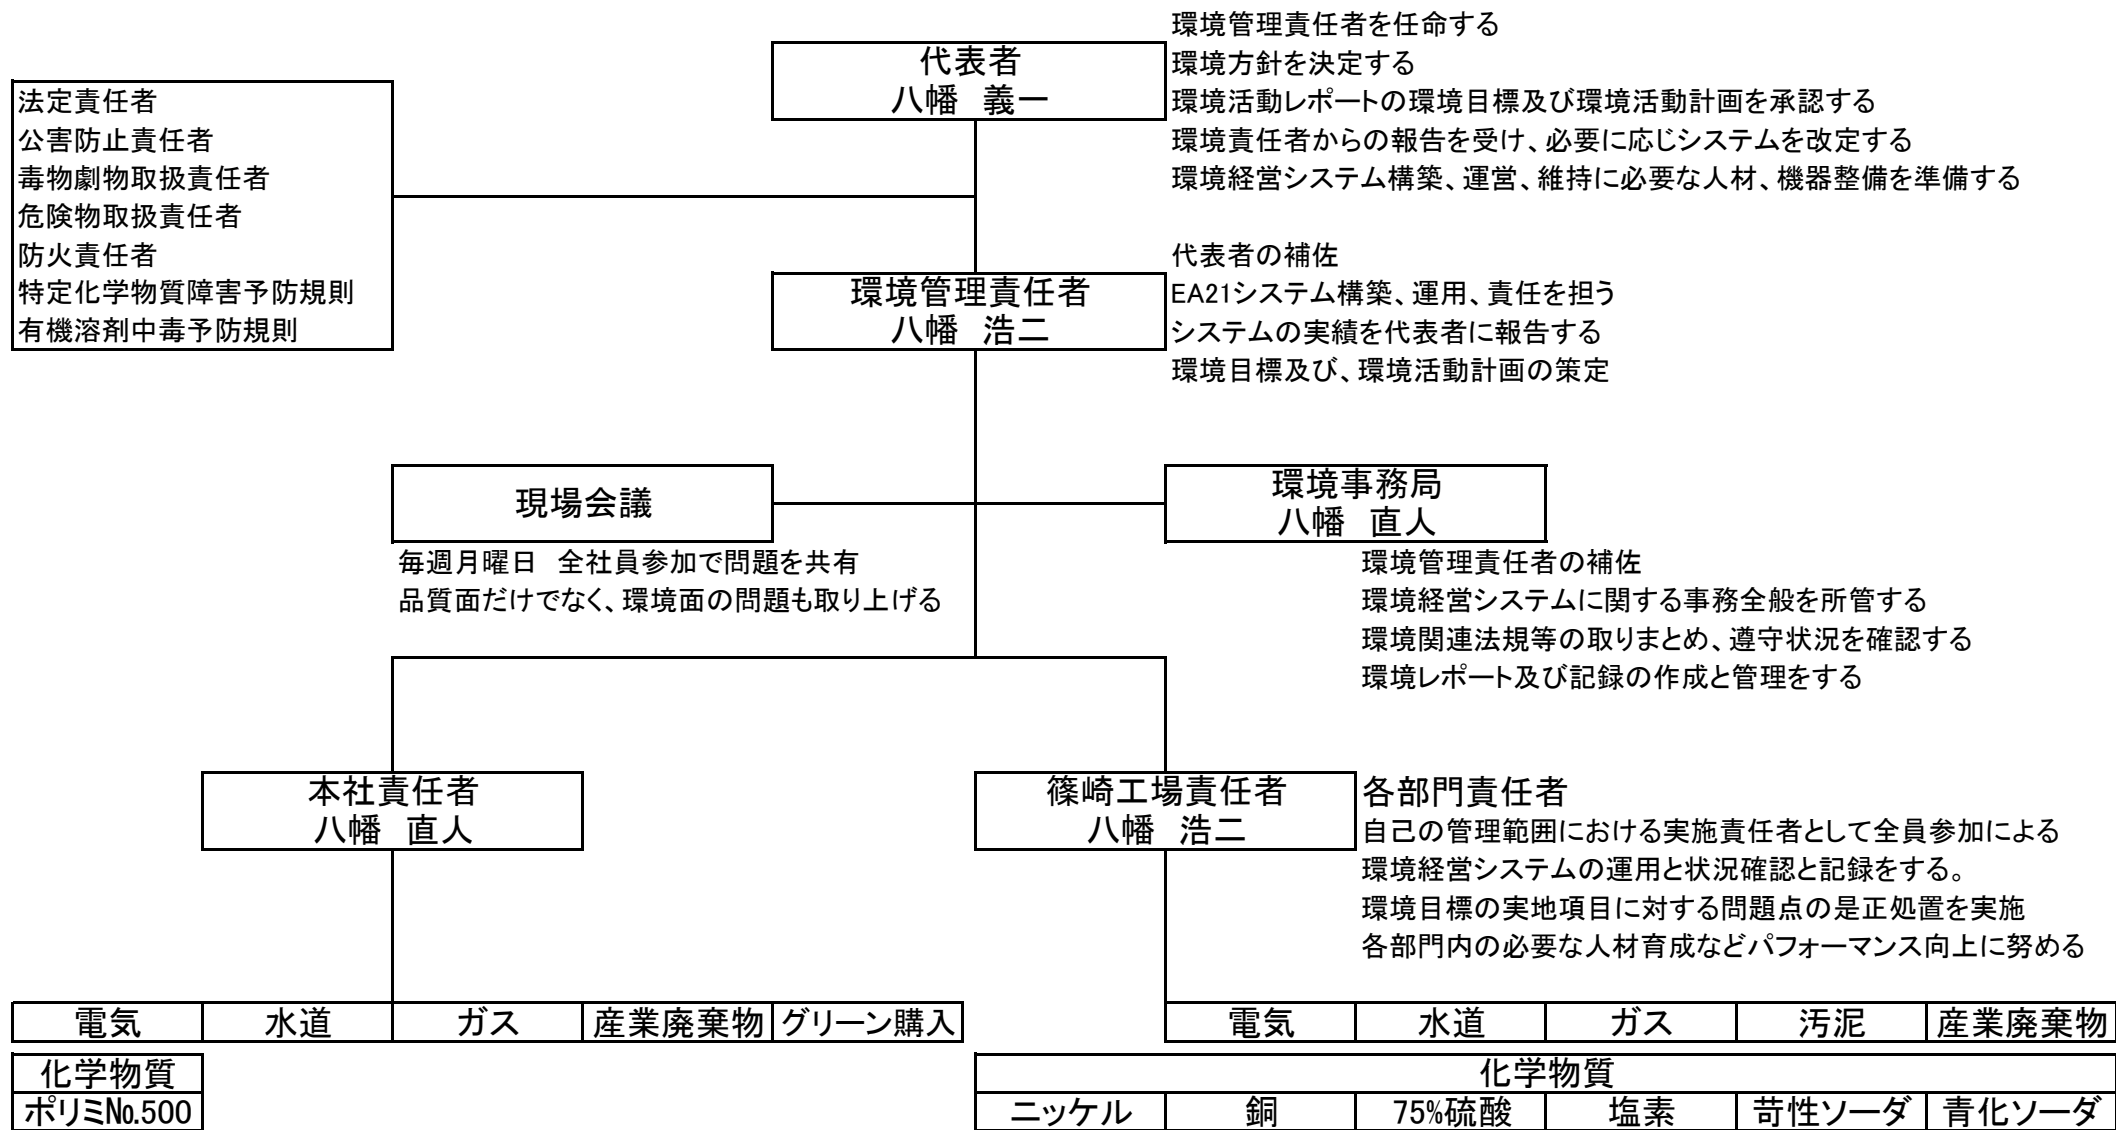 環境管理責任者を任命する
代表者
八幡　義一
環境方針を決定する
環境活動レポートの環境目標及び環境活動計画を承認する
環境責任者からの報告を受け、必要に応じシステムを改定する
環境経営システム構築、運営、維持に必要な人材、機器整備を準備する
法定責任者
公害防止責任者
毒物劇物取扱責任者
危険物取扱責任者
防火責任者
特定化学物質障害予防規則
有機溶剤中毒予防規則
環境管理責任者
八幡　浩二
代表者の補佐
EA21システム構築、運用、責任を担う
システムの実績を代表者に報告する
環境目標及び、環境活動計画の策定
現場会議
毎週月曜日　全社員参加で問題を共有
品質面だけでなく、環境面の問題も取り上げる
環境事務局
八幡　直人
環境管理責任者の補佐
環境経営システムに関する事務全般を所管する
環境関連法規等の取りまとめ、遵守状況を確認する
環境レポート及び記録の作成と管理をする
本社責任者
八幡　直人
篠崎工場責任者
八幡　浩二
各部門責任者
自己の管理範囲における実施責任者として全員参加による
環境経営システムの運用と状況確認と記録をする。
環境目標の実地項目に対する問題点の是正処置を実施
各部門内の必要な人材育成などパフォーマンス向上に努める
電気　水道　ガス　産業廃棄物　グリーン購入
化学物質
ポリミ№500
電気　水道　ガス　汚泥　産業廃棄物
化学物質
ニッケル　銅　75%硫酸　塩素　苛性ソーダ　青化ソーダ